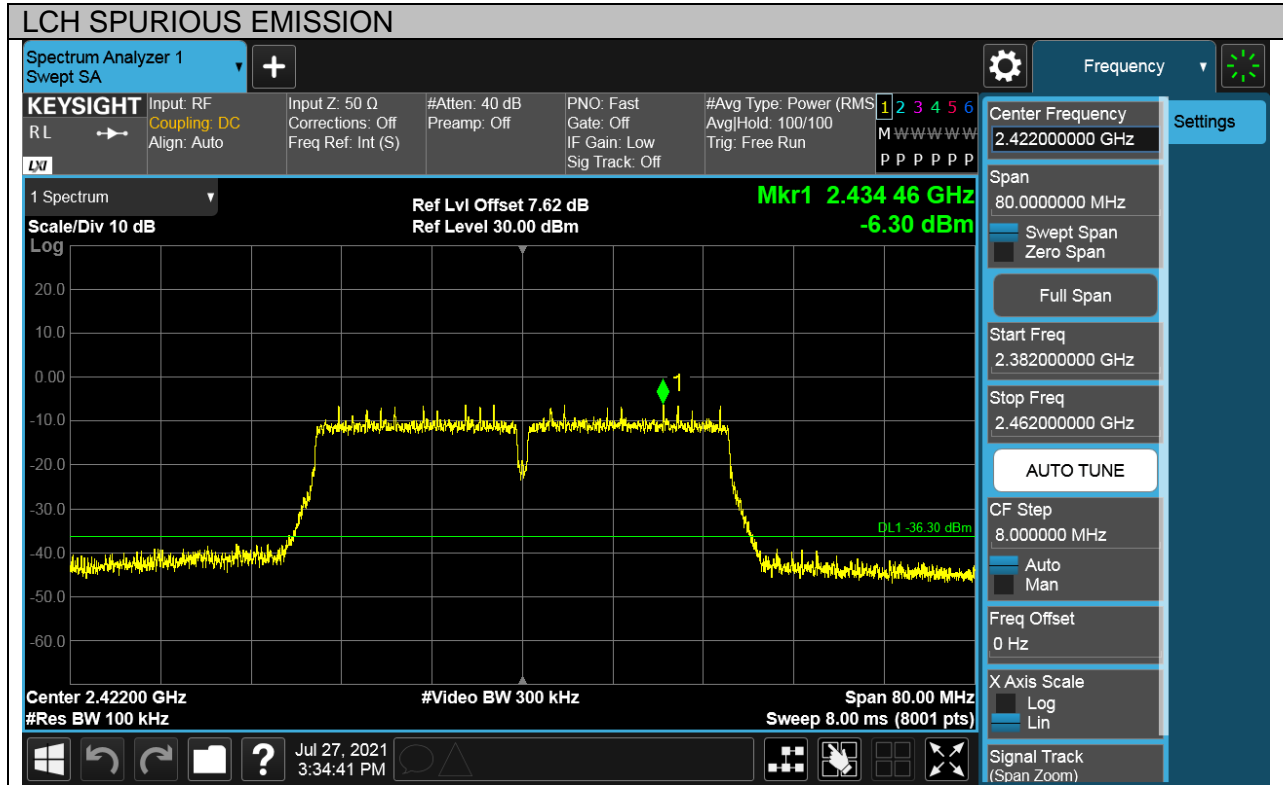 LCH SPURIOUS EMISSION
Spectrum Analyzer 1
Swept SA
Frequency
KEYSIGHT
RL
LXI
Input: RF
Coupling: DC
Align: Auto
Input Z: 50 Ω
Corrections: Off
Freq Ref: Int (S)
#Atten: 40 dB
Preamp: Off
PNO: Fast
Gate: Off
IF Gain: Low
Sig Track: Off
#Avg Type: Power (RMS
Avg|Hold: 100/100
Trig: Free Run
1 2 3 4 5 6
M W W W W W
P P P P P P
1 Spectrum
Scale/Div 10 dB
Ref Lvl Offset 7.62 dB
Ref Level 30.00 dBm
Mkr1 2.434 46 GHz
-6.30 dBm
Log
20.0
10.0
0.00
-10.0
-20.0
-30.0
-40.0
-50.0
-60.0
1
DL1 -36.30 dBm
Center 2.42200 GHz
#Res BW 100 kHz
#Video BW 300 kHz
Span 80.00 MHz
Sweep 8.00 ms (8001 pts)
Center Frequency
2.422000000 GHz
Settings
Span
80.0000000 MHz
Swept Span
Zero Span
Full Span
Start Freq
2.382000000 GHz
Stop Freq
2.462000000 GHz
AUTO TUNE
CF Step
8.000000 MHz
Auto
Man
Freq Offset
0 Hz
X Axis Scale
Log
Lin
Signal Track
(Span Zoom)
?
Jul 27, 2021
3:34:41 PM